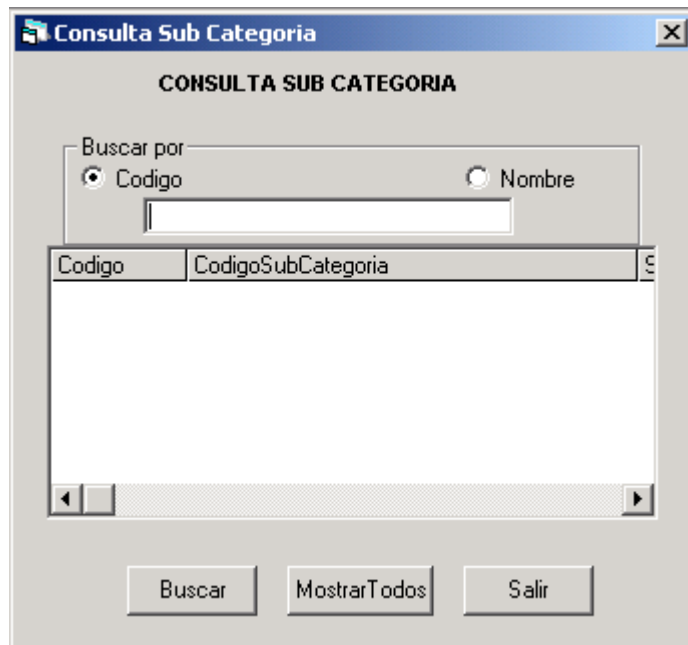 Consulta Sub Categoria
CONSULTA SUB CATEGORIA
Buscar por
Codigo Nombre
Codigo CodigoSubCategoria S
Buscar MostrarTodos Salir